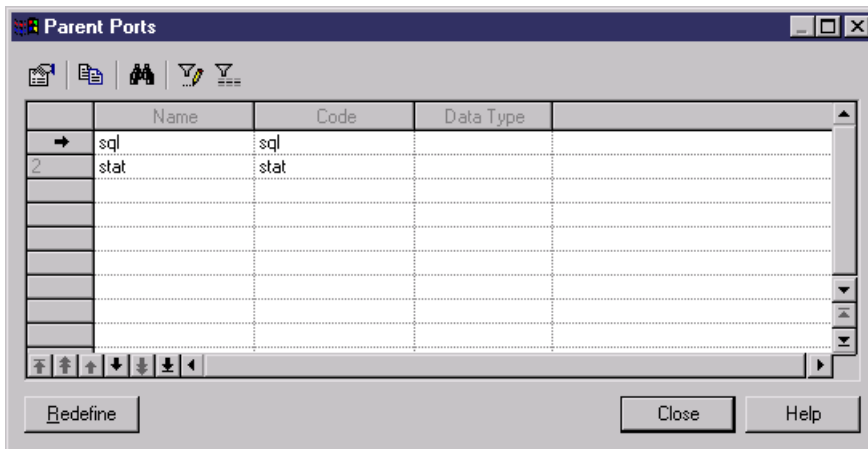 Parent Ports
Name Code Data Type
sql sql
2 stat stat
Redefine Close Help